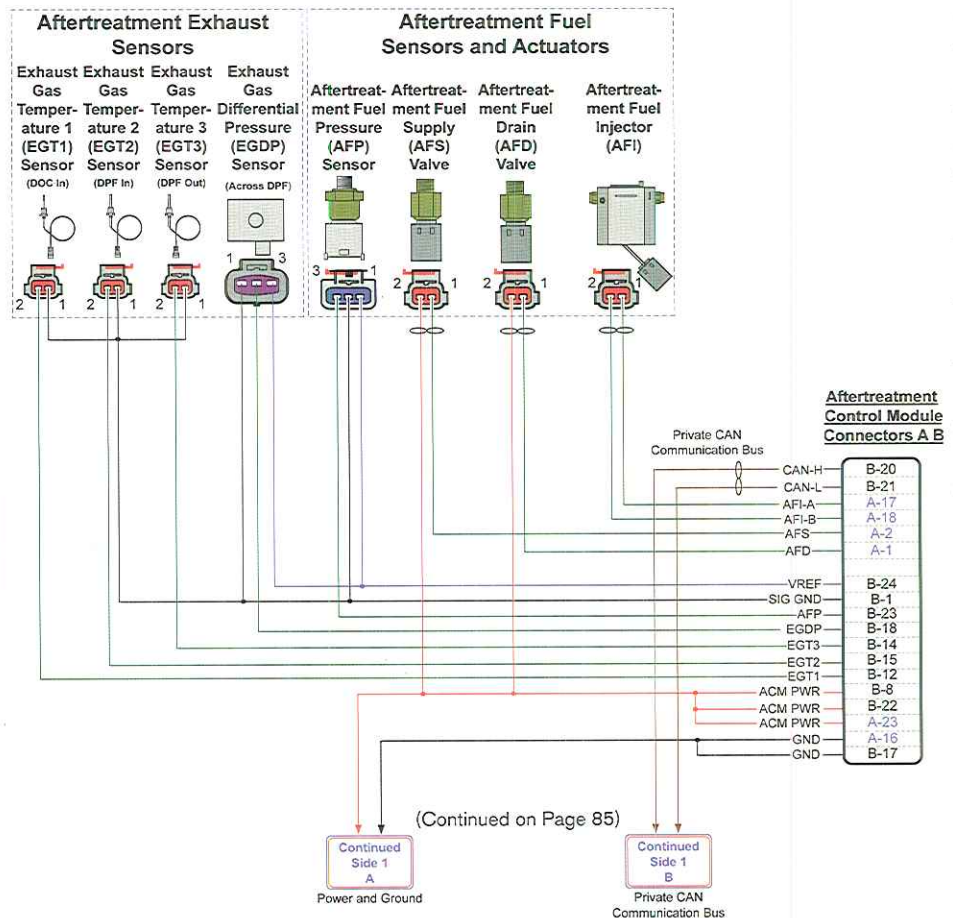 Aftertreatment Exhaust
Sensors
Aftertreatment Fuel
Sensors and Actuators
Exhaust
Gas
Temper-
ature 1
(EGT1)
Sensor
(DOC In)
Exhaust
Gas
Temper-
ature 2
(EGT2)
Sensor
(DPF In)
Exhaust
Gas
Temper-
ature 3
(EGT3)
Sensor
(DPF Out)
Exhaust
Gas
Differential
Pressure
(EGDP)
Sensor
(Across DPF)
Aftertreat-
ment Fuel
Pressure
(AFP)
Sensor
Aftertreat-
ment Fuel
Supply
(AFS)
Valve
Aftertreat-
ment Fuel
Drain
(AFD)
Valve
Aftertreat-
ment Fuel
Injector
(AFI)
2 1
2 1
2 1
1 3
3 1
2 1
2 1
2 1
Aftertreatment
Control Module
Connectors A B
Private CAN
Communication Bus
CAN-H B-20
CAN-L B-21
AFI-A A-17
AFI-B A-18
AFS A-2
AFD A-1
VREF B-24
SIG GND B-1
AFP B-23
EGDP B-18
EGT3 B-14
EGT2 B-15
EGT1 B-12
ACM PWR B-8
ACM PWR B-22
ACM PWR A-23
GND A-16
GND B-17
(Continued on Page 85)
Continued
Side 1
A
Power and Ground
Continued
Side 1
B
Private CAN
Communication Bus